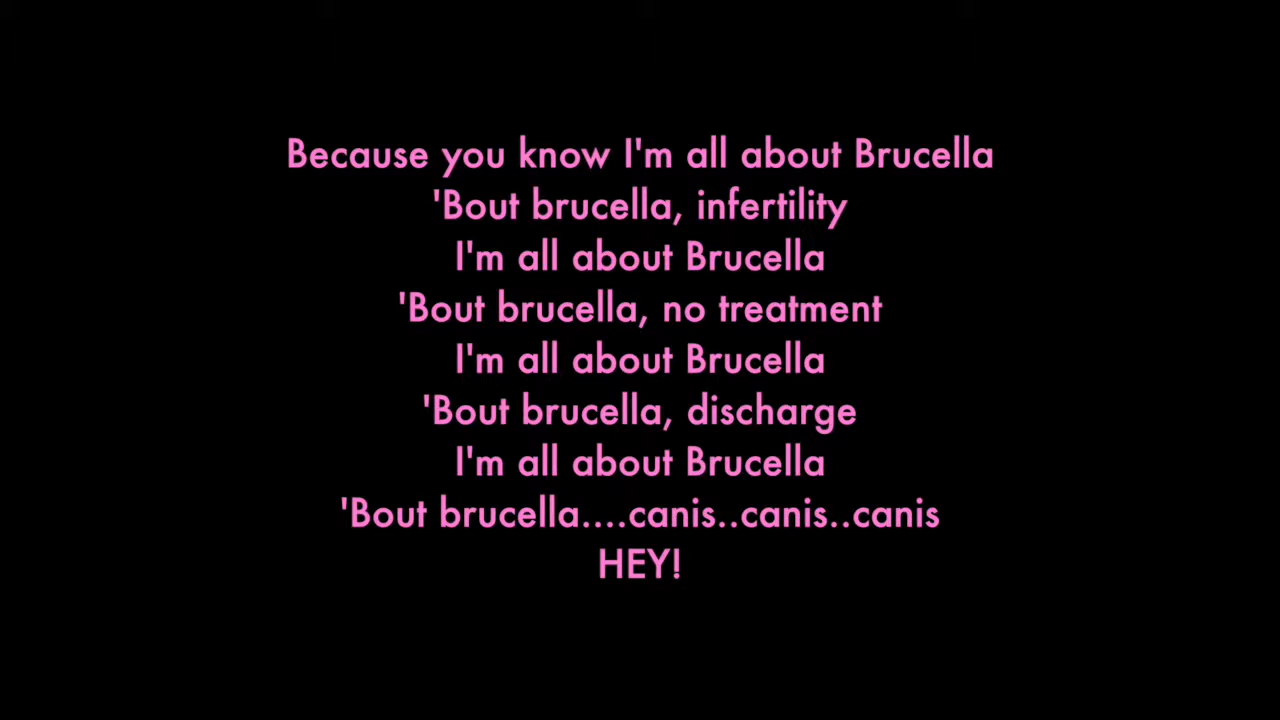 Because you know I'm all about Brucella
'Bout brucella, infertility
I'm all about Brucella
'Bout brucella, no treatment
I'm all about Brucella
'Bout brucella, discharge
I'm all about Brucella
'Bout brucella....canis..canis..canis
HEY!